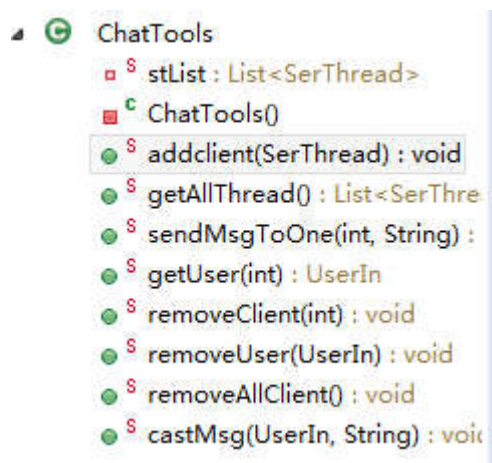 ChatTools
stList : List<SerThread>
ChatTools()
addclient(SerThread) : void
getAllThread() : List<SerThre
sendMsgToOne(int, String) :
getUser(int) : UserIn
removeClient(int) : void
removeUser(UserIn) : void
removeAllClient() : void
castMsg(UserIn, String) : voi